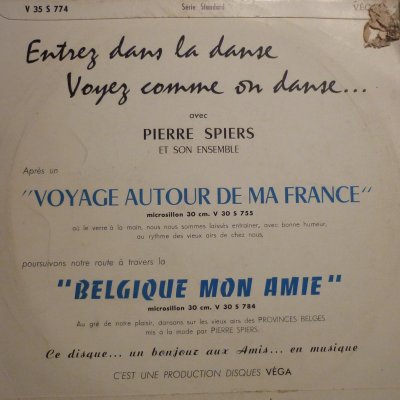 V 35 S 774
Série Standard
VÉG
Entrez dans la danse
Voyez comme on danse...
avec
PIERRE SPIERS
ET SON ENSEMBLE
Après un
"VOYAGE AUTOUR DE MA FRANCE"
microsillon 30 cm. V 30 S 755
où le verre à la main, nous nous sommes laissés entrainer, avec bonne humeur,
au rythme des vieux airs de chez nous,
poursuivons notre route à travers la
"BELGIQUE MON AMIE"
microsillon 30 cm. V 30 S 784
Au gré de notre plaisir, dansons sur les vieux airs des PROVINCES BELGES
mis à la mode par PIERRE SPIERS.
Ce disque... un bonjour aux Amis... en musique
C'EST UNE PRODUCTION DISQUES VÉGA